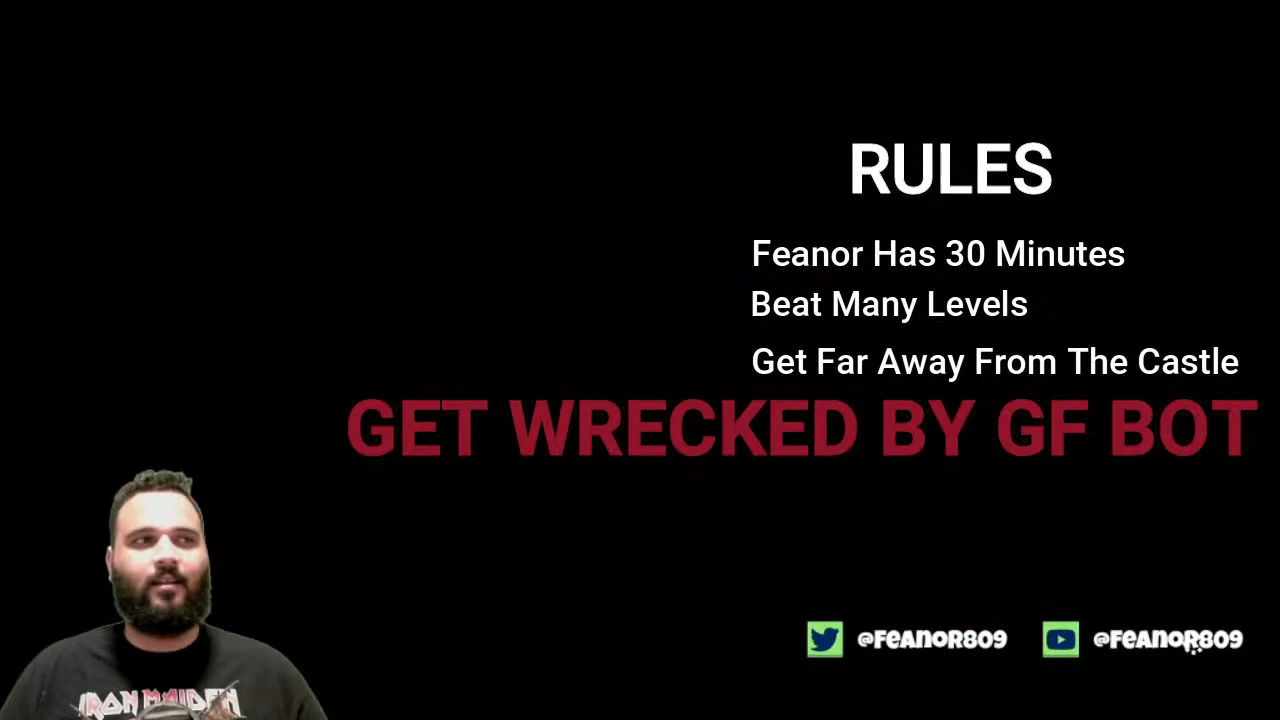 RULES
Feanor Has 30 Minutes
Beat Many Levels
Get Far Away From The Castle
GET WRECKED BY GF BOT
@FEANOR809 @FEANOR809
IRON MAIDEN